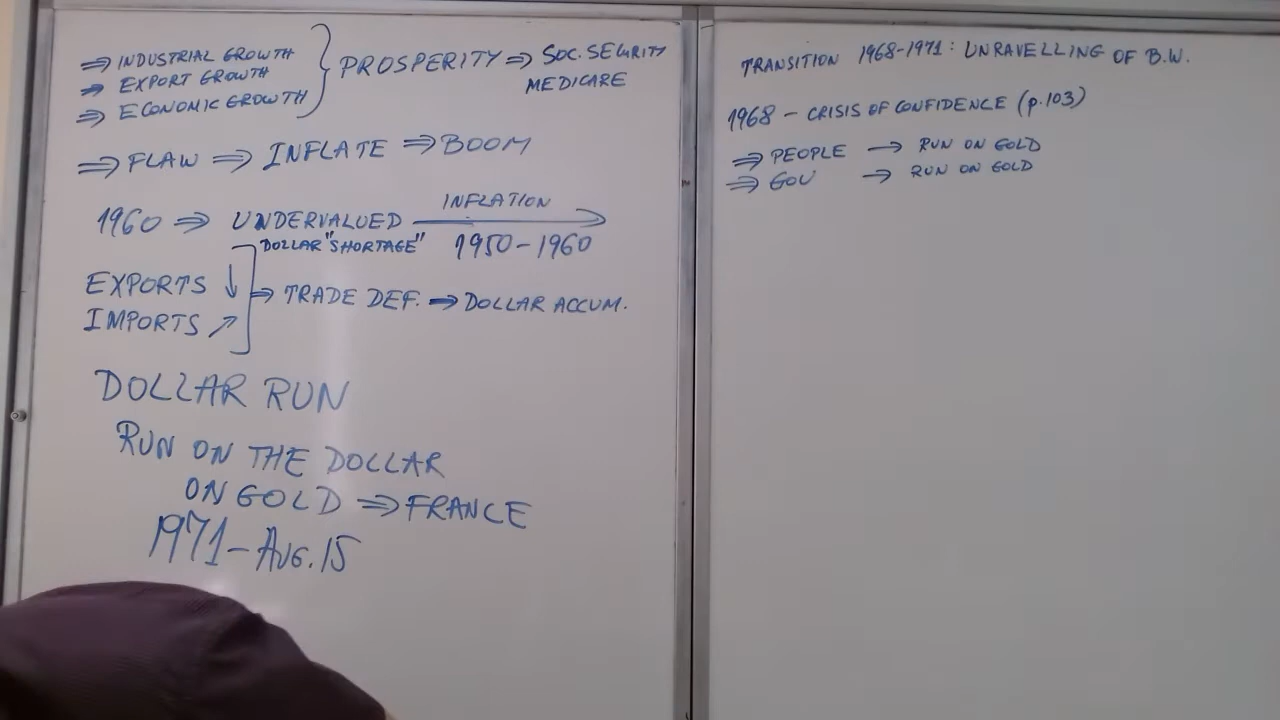 ⇒ INDUSTRIAL GROWTH
⇒ EXPORT GROWTH
⇒ ECONOMIC GROWTH
} PROSPERITY ⇒ SOC. SECURITY
MEDICARE
⇒ FLAW ⇒ INFLATE ⇒ BOOM
1960 ⇒ UNDERVALUED INFLATION →
DOLLAR "SHORTAGE" 1950-1960
EXPORTS ↓
IMPORTS ↗
⇒ TRADE DEF. ⇒ DOLLAR ACCUM.
DOLLAR RUN
RUN ON THE DOLLAR
ON GOLD ⇒ FRANCE
1971 - AUG. 15
TRANSITION 1968-1971: UNRAVELLING OF B.W.
1968 - CRISIS OF CONFIDENCE (p.103)
⇒ PEOPLE → RUN ON GOLD
⇒ GOV → RUN ON GOLD